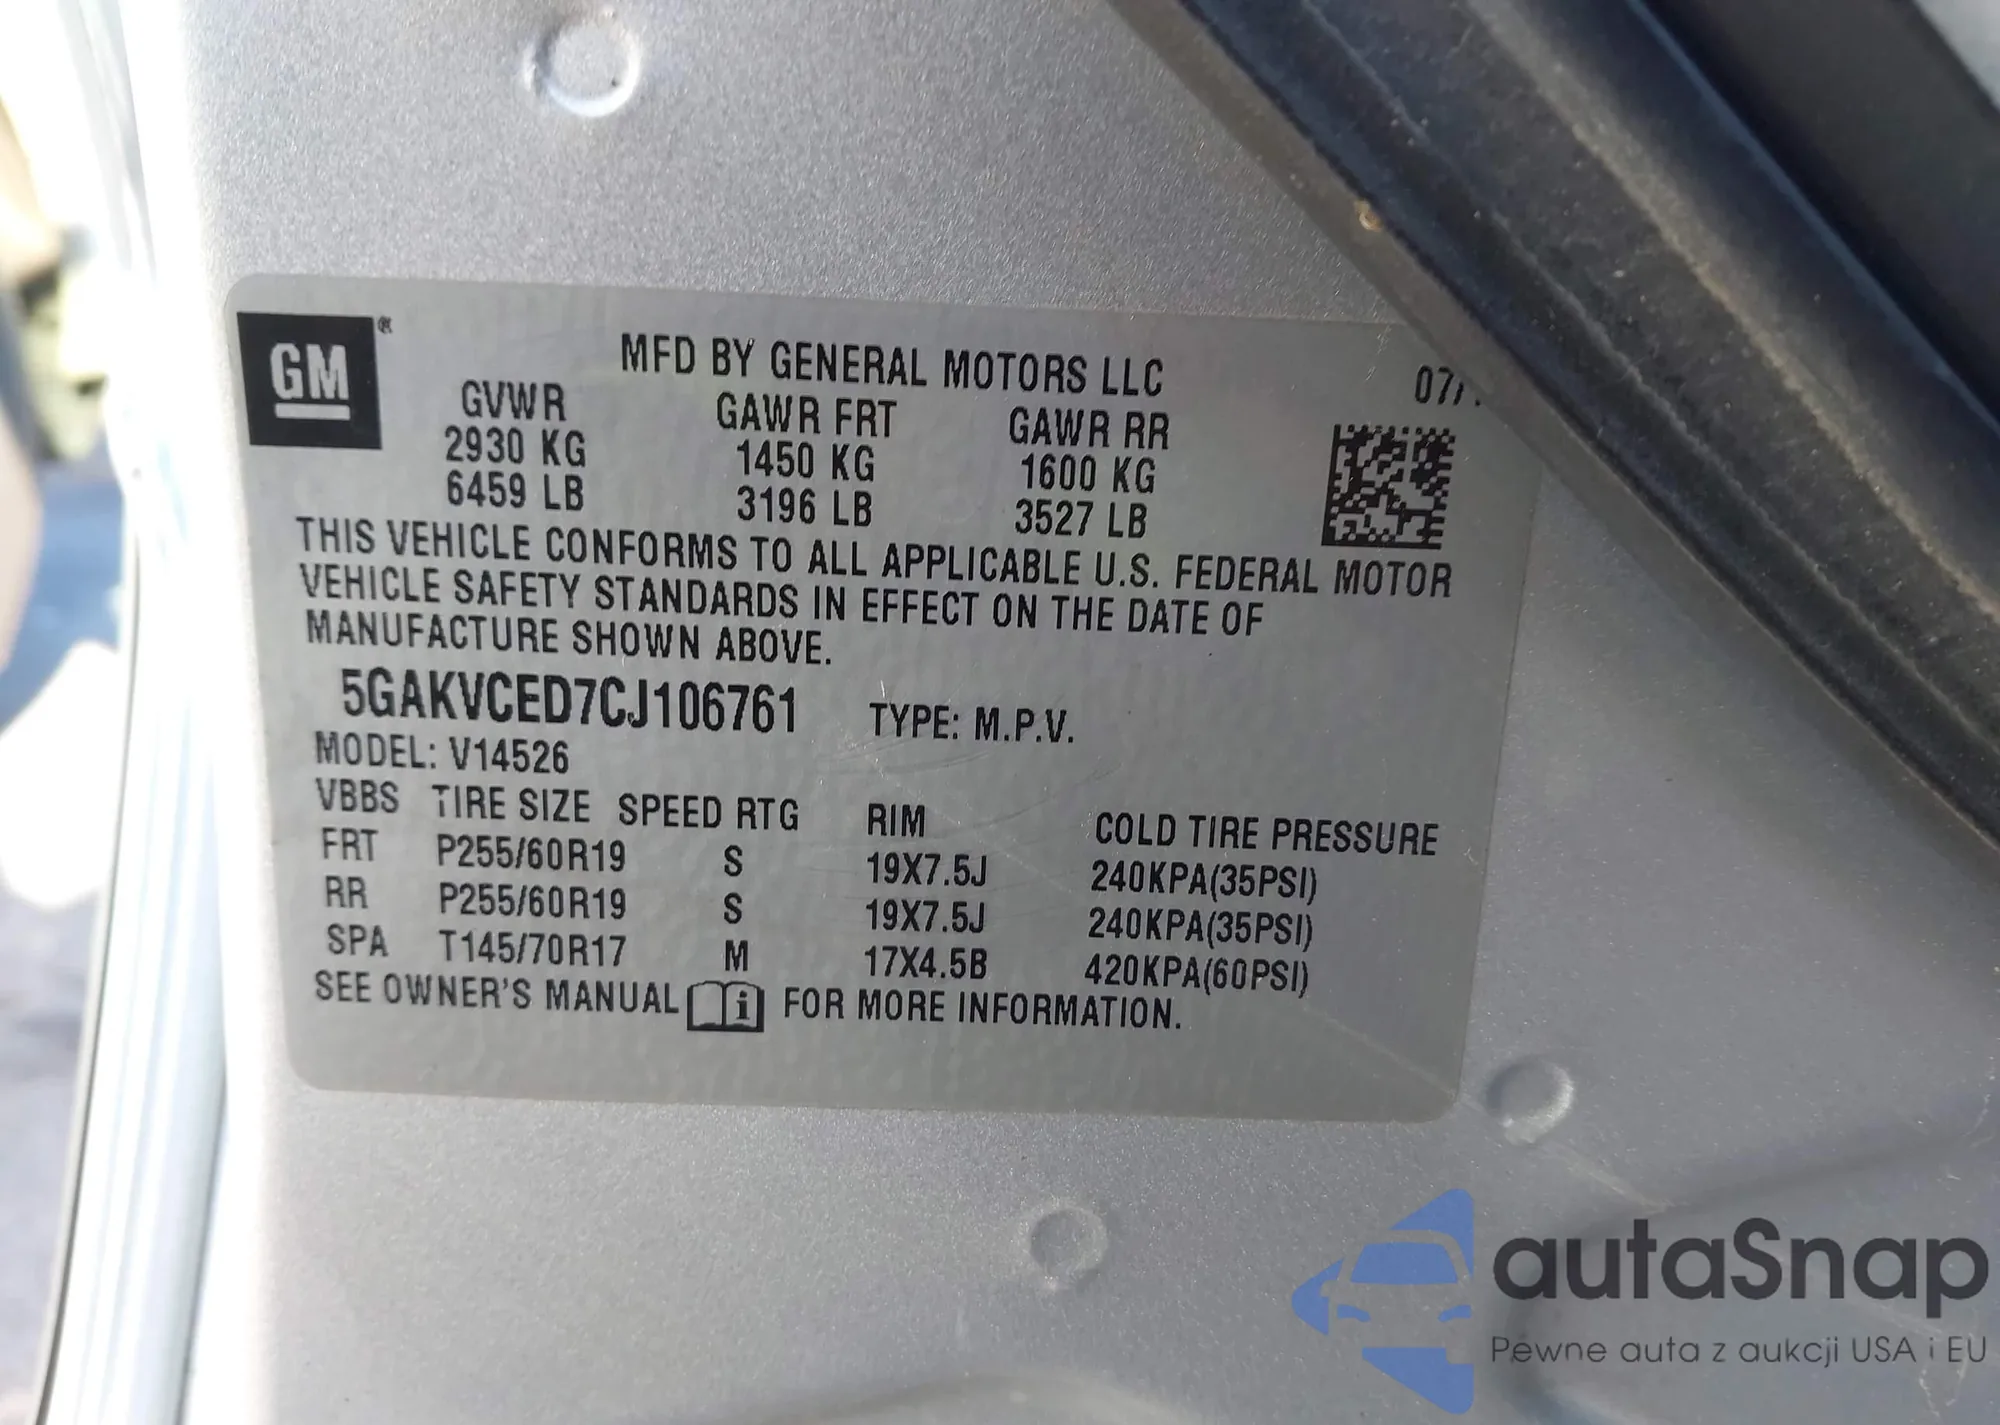 GM ®
MFD BY GENERAL MOTORS LLC
07/
GVWR GAWR FRT GAWR RR
2930 KG 1450 KG 1600 KG
6459 LB 3196 LB 3527 LB
THIS VEHICLE CONFORMS TO ALL APPLICABLE U.S. FEDERAL MOTOR
VEHICLE SAFETY STANDARDS IN EFFECT ON THE DATE OF
MANUFACTURE SHOWN ABOVE.
5GAKVCED7CJ106761 TYPE: M.P.V.
MODEL: V14526
VBBS TIRE SIZE SPEED RTG RIM COLD TIRE PRESSURE
FRT P255/60R19 S 19X7.5J 240KPA(35PSI)
RR P255/60R19 S 19X7.5J 240KPA(35PSI)
SPA T145/70R17 M 17X4.5B 420KPA(60PSI)
SEE OWNER'S MANUAL i FOR MORE INFORMATION.
autaSnap
Pewne auta z aukcji USA i EU